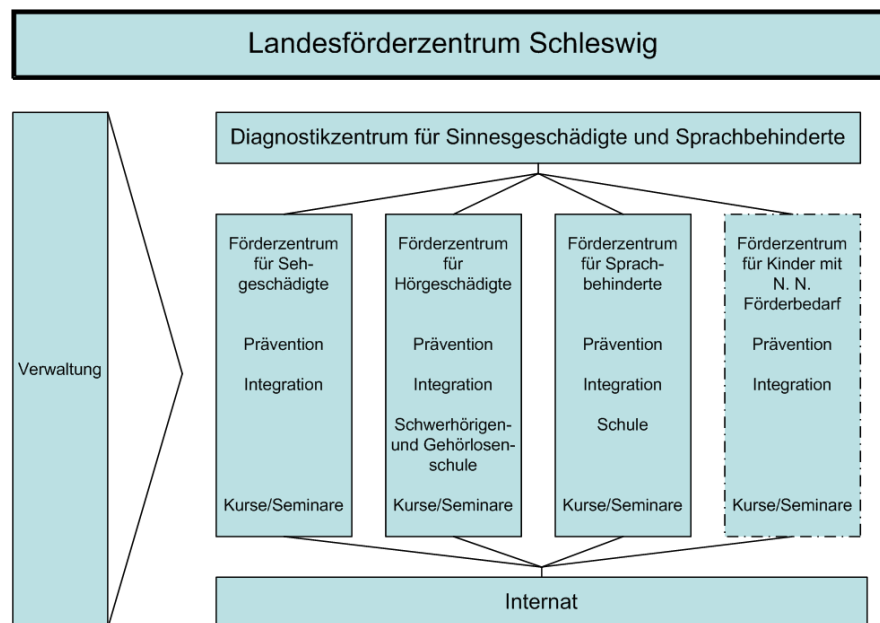 Landesförderzentrum Schleswig
Verwaltung
Diagnostikzentrum für Sinnesgeschädigte und Sprachbehinderte
Förderzentrum
für Seh-
geschädigte
Prävention
Integration
Kurse/Seminare
Förderzentrum
für
Hörgeschädigte
Prävention
Integration
Schwerhörigen-
und Gehörlosen-
schule
Kurse/Seminare
Förderzentrum
für Sprach-
behinderte
Prävention
Integration
Schule
Kurse/Seminare
Förderzentrum
für Kinder mit
N. N.
Förderbedarf
Prävention
Integration
Kurse/Seminare
Internat